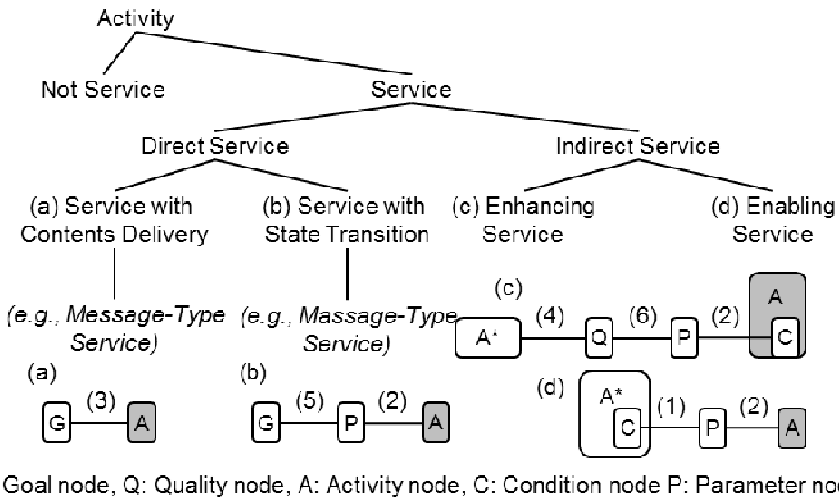 Activity
Not Service
Service
Direct Service
Indirect Service
(a) Service with
Contents Delivery
(b) Service with
State Transition
(c) Enhancing
Service
(d) Enabling
Service
(e.g., Message-Type
Service)
(e.g., Massage-Type
Service)
(a)
G
(3)
A
(b)
G
(5)
P
(2)
A
(c)
A*
(4)
Q
(6)
P
(2)
A
C
(d)
A*
C
(1)
P
(2)
A
Goal node, Q: Quality node, A: Activity node, C: Condition node P: Parameter no